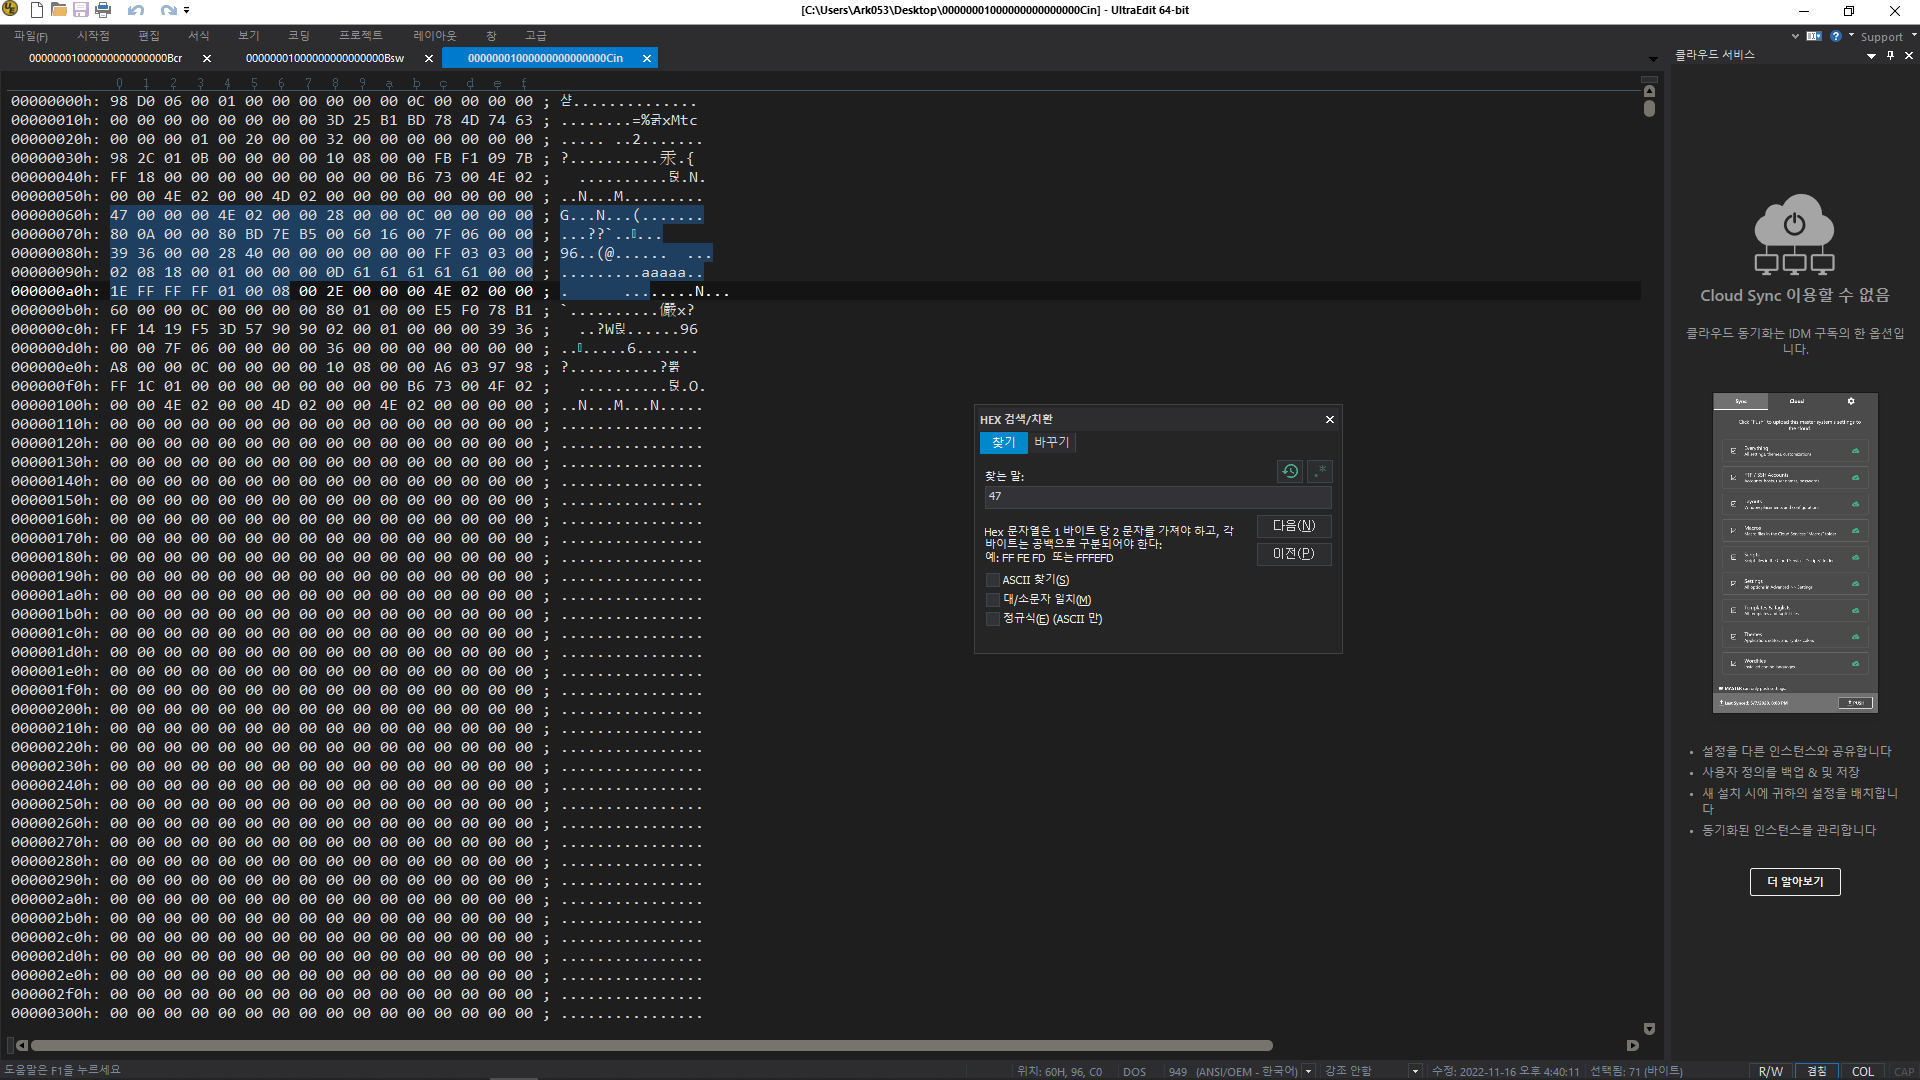 [C:\Users\Ark053\Desktop\00000001000000000000000Cin] - UltraEdit 64-bit
파일(F) 시작점 편집 서식 보기 코딩 프로젝트 레이아웃 창 고급
Support
00000001000000000000000Bcr 00000001000000000000000Bsw 00000001000000000000000Cin
클라우드 서비스
0 1 2 3 4 5 6 7 8 9 a b c d e f
00000000h: 98 D0 06 00 01 00 00 00 00 00 00 0C 00 00 00 00 ; 샫..............
00000010h: 00 00 00 00 00 00 00 00 3D 25 B1 BD 78 4D 74 63 ; ........=%굵xMtc
00000020h: 00 00 00 01 00 20 00 00 32 00 00 00 00 00 00 00 ; ..... ..2.......
00000030h: 98 2C 01 0B 00 00 00 00 10 08 00 00 FB F1 09 7B ; ?..........汞.{
00000040h: FF 18 00 00 00 00 00 00 00 00 00 B6 73 00 4E 02 ; ..........턵.N.
00000050h: 00 00 4E 02 00 00 4D 02 00 00 00 00 00 00 00 00 ; ..N...M.........
00000060h: 47 00 00 00 4E 02 00 00 28 00 00 0C 00 00 00 00 ; G...N...(.......
00000070h: 80 0A 00 00 80 BD 7E B5 00 60 16 00 7F 06 00 00 ; ...??`..▯...
00000080h: 39 36 00 00 28 40 00 00 00 00 00 00 FF 03 03 00 ; 96..(@...... ...
00000090h: 02 08 18 00 01 00 00 00 0D 61 61 61 61 61 00 00 ; .........aaaaa..
000000a0h: 1E FF FF FF 01 00 08 00 2E 00 00 00 4E 02 00 00 ; . ........N...
000000b0h: 60 00 00 0C 00 00 00 00 80 01 00 00 E5 F0 78 B1 ; `..........儼x?
000000c0h: FF 14 19 F5 3D 57 90 90 02 00 01 00 00 00 39 36 ; ..?W릱......96
000000d0h: 00 00 7F 06 00 00 00 00 36 00 00 00 00 00 00 00 ; ..▯.....6.......
000000e0h: A8 00 00 0C 00 00 00 00 10 08 00 00 A6 03 97 98 ; ?..........?뿕
000000f0h: FF 1C 01 00 00 00 00 00 00 00 00 B6 73 00 4F 02 ; ..........턵.O.
00000100h: 00 00 4E 02 00 00 4D 02 00 00 4E 02 00 00 00 00 ; ..N...M...N.....
00000110h: 00 00 00 00 00 00 00 00 00 00 00 00 00 00 00 00 ; ................
00000120h: 00 00 00 00 00 00 00 00 00 00 00 00 00 00 00 00 ; ................
00000130h: 00 00 00 00 00 00 00 00 00 00 00 00 00 00 00 00 ; ................
00000140h: 00 00 00 00 00 00 00 00 00 00 00 00 00 00 00 00 ; ................
00000150h: 00 00 00 00 00 00 00 00 00 00 00 00 00 00 00 00 ; ................
00000160h: 00 00 00 00 00 00 00 00 00 00 00 00 00 00 00 00 ; ................
00000170h: 00 00 00 00 00 00 00 00 00 00 00 00 00 00 00 00 ; ................
00000180h: 00 00 00 00 00 00 00 00 00 00 00 00 00 00 00 00 ; ................
00000190h: 00 00 00 00 00 00 00 00 00 00 00 00 00 00 00 00 ; ................
000001a0h: 00 00 00 00 00 00 00 00 00 00 00 00 00 00 00 00 ; ................
000001b0h: 00 00 00 00 00 00 00 00 00 00 00 00 00 00 00 00 ; ................
000001c0h: 00 00 00 00 00 00 00 00 00 00 00 00 00 00 00 00 ; ................
000001d0h: 00 00 00 00 00 00 00 00 00 00 00 00 00 00 00 00 ; ................
000001e0h: 00 00 00 00 00 00 00 00 00 00 00 00 00 00 00 00 ; ................
000001f0h: 00 00 00 00 00 00 00 00 00 00 00 00 00 00 00 00 ; ................
00000200h: 00 00 00 00 00 00 00 00 00 00 00 00 00 00 00 00 ; ................
00000210h: 00 00 00 00 00 00 00 00 00 00 00 00 00 00 00 00 ; ................
00000220h: 00 00 00 00 00 00 00 00 00 00 00 00 00 00 00 00 ; ................
00000230h: 00 00 00 00 00 00 00 00 00 00 00 00 00 00 00 00 ; ................
00000240h: 00 00 00 00 00 00 00 00 00 00 00 00 00 00 00 00 ; ................
00000250h: 00 00 00 00 00 00 00 00 00 00 00 00 00 00 00 00 ; ................
00000260h: 00 00 00 00 00 00 00 00 00 00 00 00 00 00 00 00 ; ................
00000270h: 00 00 00 00 00 00 00 00 00 00 00 00 00 00 00 00 ; ................
00000280h: 00 00 00 00 00 00 00 00 00 00 00 00 00 00 00 00 ; ................
00000290h: 00 00 00 00 00 00 00 00 00 00 00 00 00 00 00 00 ; ................
000002a0h: 00 00 00 00 00 00 00 00 00 00 00 00 00 00 00 00 ; ................
000002b0h: 00 00 00 00 00 00 00 00 00 00 00 00 00 00 00 00 ; ................
000002c0h: 00 00 00 00 00 00 00 00 00 00 00 00 00 00 00 00 ; ................
000002d0h: 00 00 00 00 00 00 00 00 00 00 00 00 00 00 00 00 ; ................
000002e0h: 00 00 00 00 00 00 00 00 00 00 00 00 00 00 00 00 ; ................
000002f0h: 00 00 00 00 00 00 00 00 00 00 00 00 00 00 00 00 ; ................
00000300h: 00 00 00 00 00 00 00 00 00 00 00 00 00 00 00 00 ; ................
HEX 검색/치환
찾기 바꾸기
찾는 말:
47
Hex 문자열은 1 바이트 당 2 문자를 가져야 하고, 각
바이트는 공백으로 구분되어야 한다:
예: FF FE FD 또는 FFFEFD
다음(N)
이전(P)
ASCII 찾기(S)
대/소문자 일치(M)
정규식(E) (ASCII 만)
Cloud Sync 이용할 수 없음
클라우드 동기화는 IDM 구독의 한 옵션입
니다.
Sync Cloud
Click "Push" to upload this master system's settings to
the cloud.
Everything
All settings, themes, customizations
FTP / SSH Accounts
Layouts
Macros
Scripts
Settings
Templates & Taglists
Themes
Wordfiles
Last Synced: 5/7/2020, 8:03 PM
PUSH
• 설정을 다른 인스턴스와 공유합니다
• 사용자 정의를 백업 & 및 저장
• 새 설치 시에 귀하의 설정을 배치합니
다
• 동기화된 인스턴스를 관리합니다
더 알아보기
도움말은 F1을 누르세요
위치: 60H, 96, C0 DOS 949 (ANSI/OEM - 한국어) 강조 안함 수정: 2022-11-16 오후 4:40:11 선택됨: 71 (바이트) R/W 겹침 COL CAP